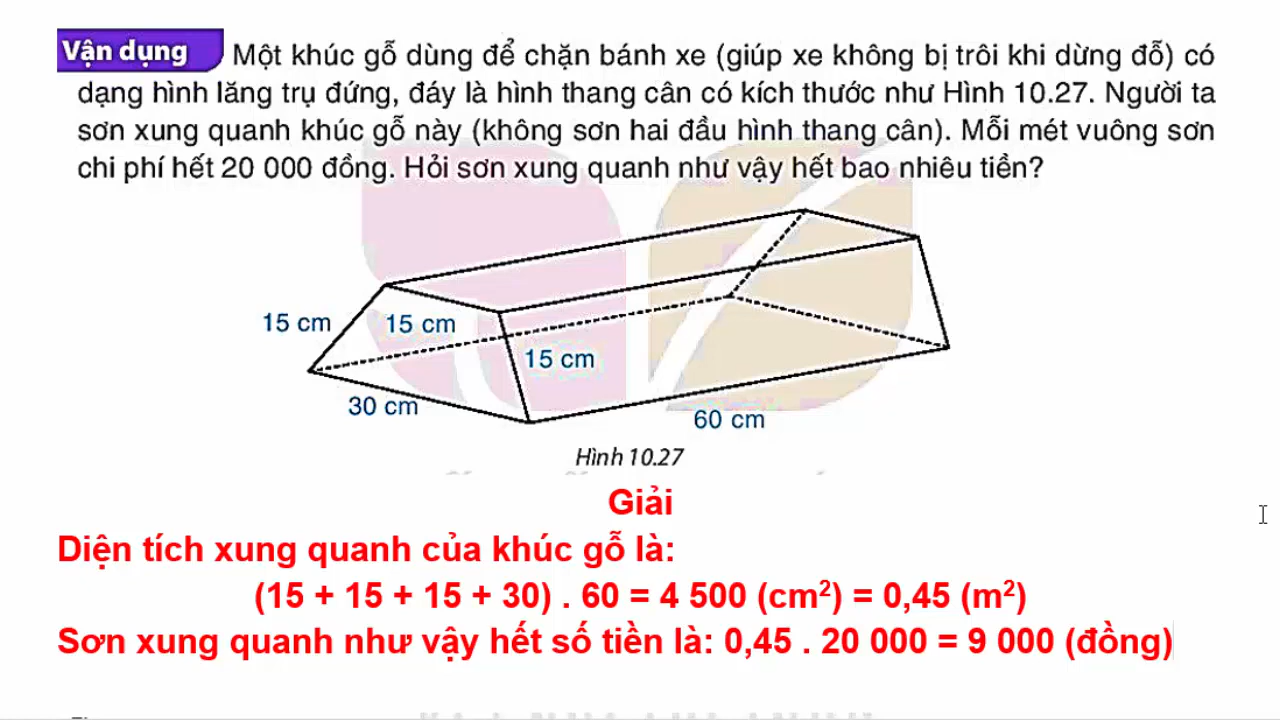 Vận dụng Một khúc gỗ dùng để chặn bánh xe (giúp xe không bị trôi khi dừng đỗ) có
dạng hình lăng trụ đứng, đáy là hình thang cân có kích thước như Hình 10.27. Người ta
sơn xung quanh khúc gỗ này (không sơn hai đầu hình thang cân). Mỗi mét vuông sơn
chi phí hết 20 000 đồng. Hỏi sơn xung quanh như vậy hết bao nhiêu tiền?
15 cm
15 cm
15 cm
30 cm
60 cm
Hình 10.27
Giải
Diện tích xung quanh của khúc gỗ là:
(15 + 15 + 15 + 30) . 60 = 4 500 (cm²) = 0,45 (m²)
Sơn xung quanh như vậy hết số tiền là: 0,45 . 20 000 = 9 000 (đồng)